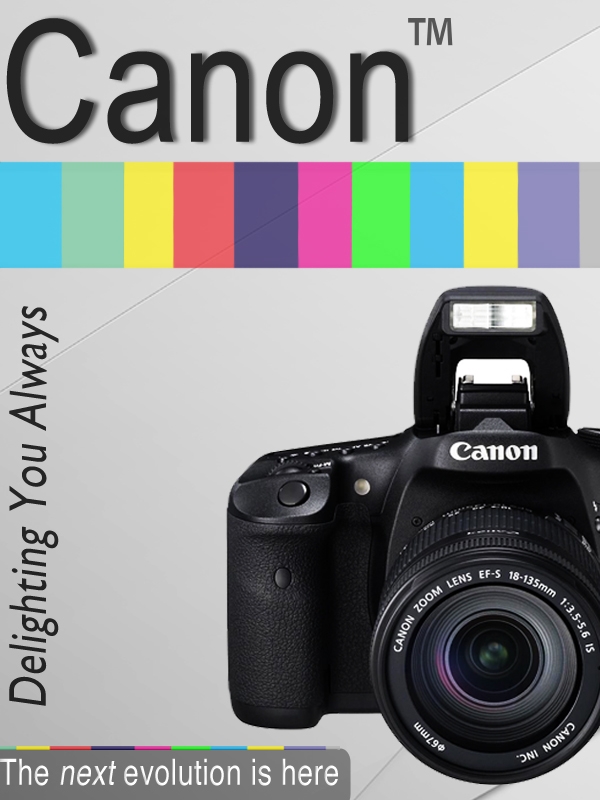 Canon™
Delighting You Always
Canon
CANON ZOOM LENS EF-S 18-135mm 1:3.5-5.6 IS
CANON INC.
ø67mm
The next evolution is here